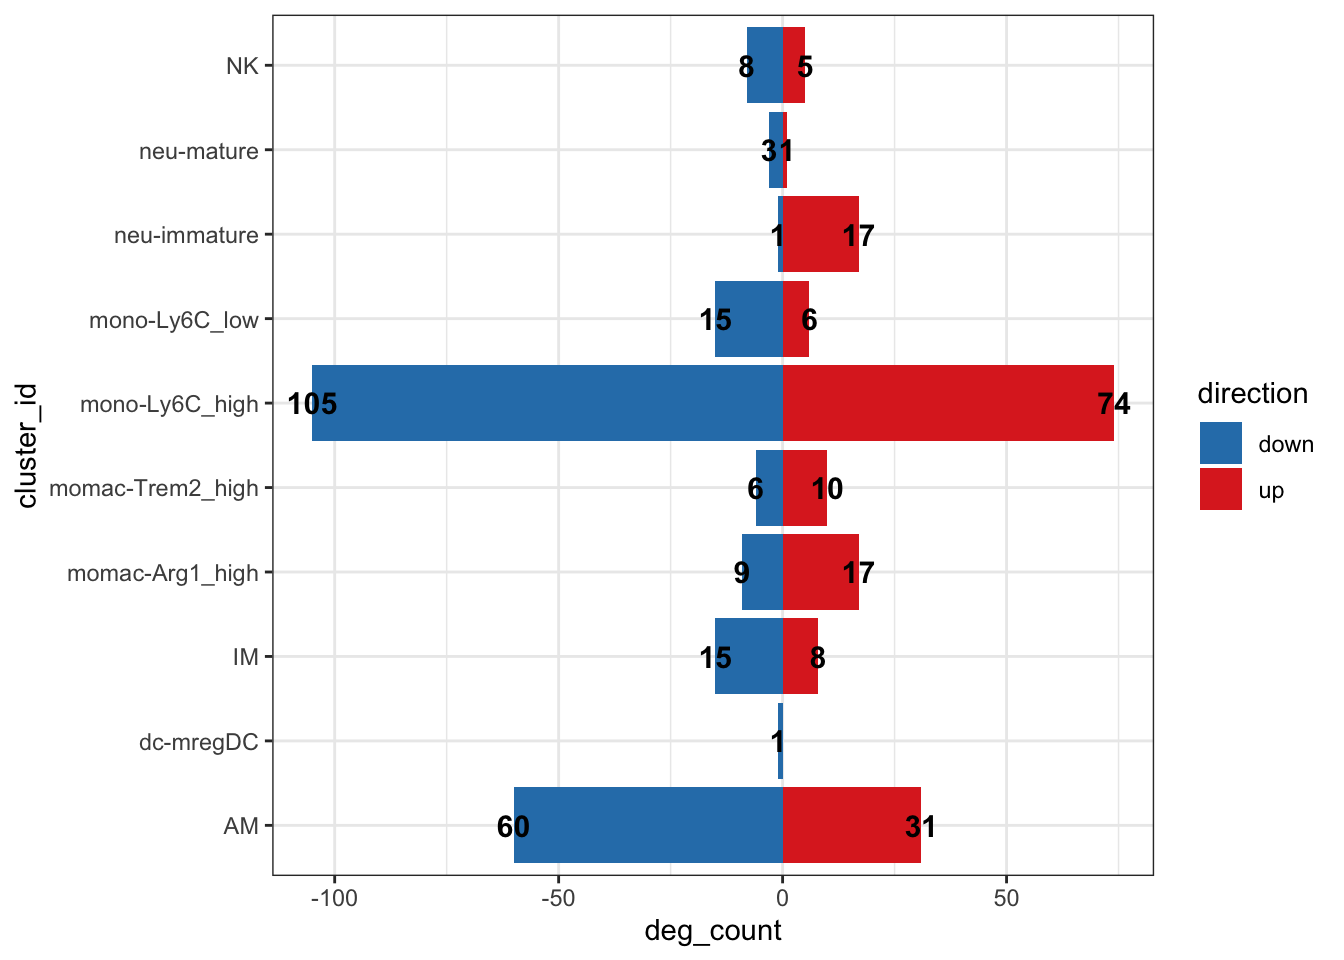 NK
8 5
neu-mature
3 1
neu-immature
1 17
mono-Ly6C_low
15 6
mono-Ly6C_high
105 74
momac-Trem2_high
6 10
momac-Arg1_high
9 17
IM
15 8
dc-mregDC
1
AM
60 31
-100 -50 0 50
deg_count
cluster_id
direction
down
up